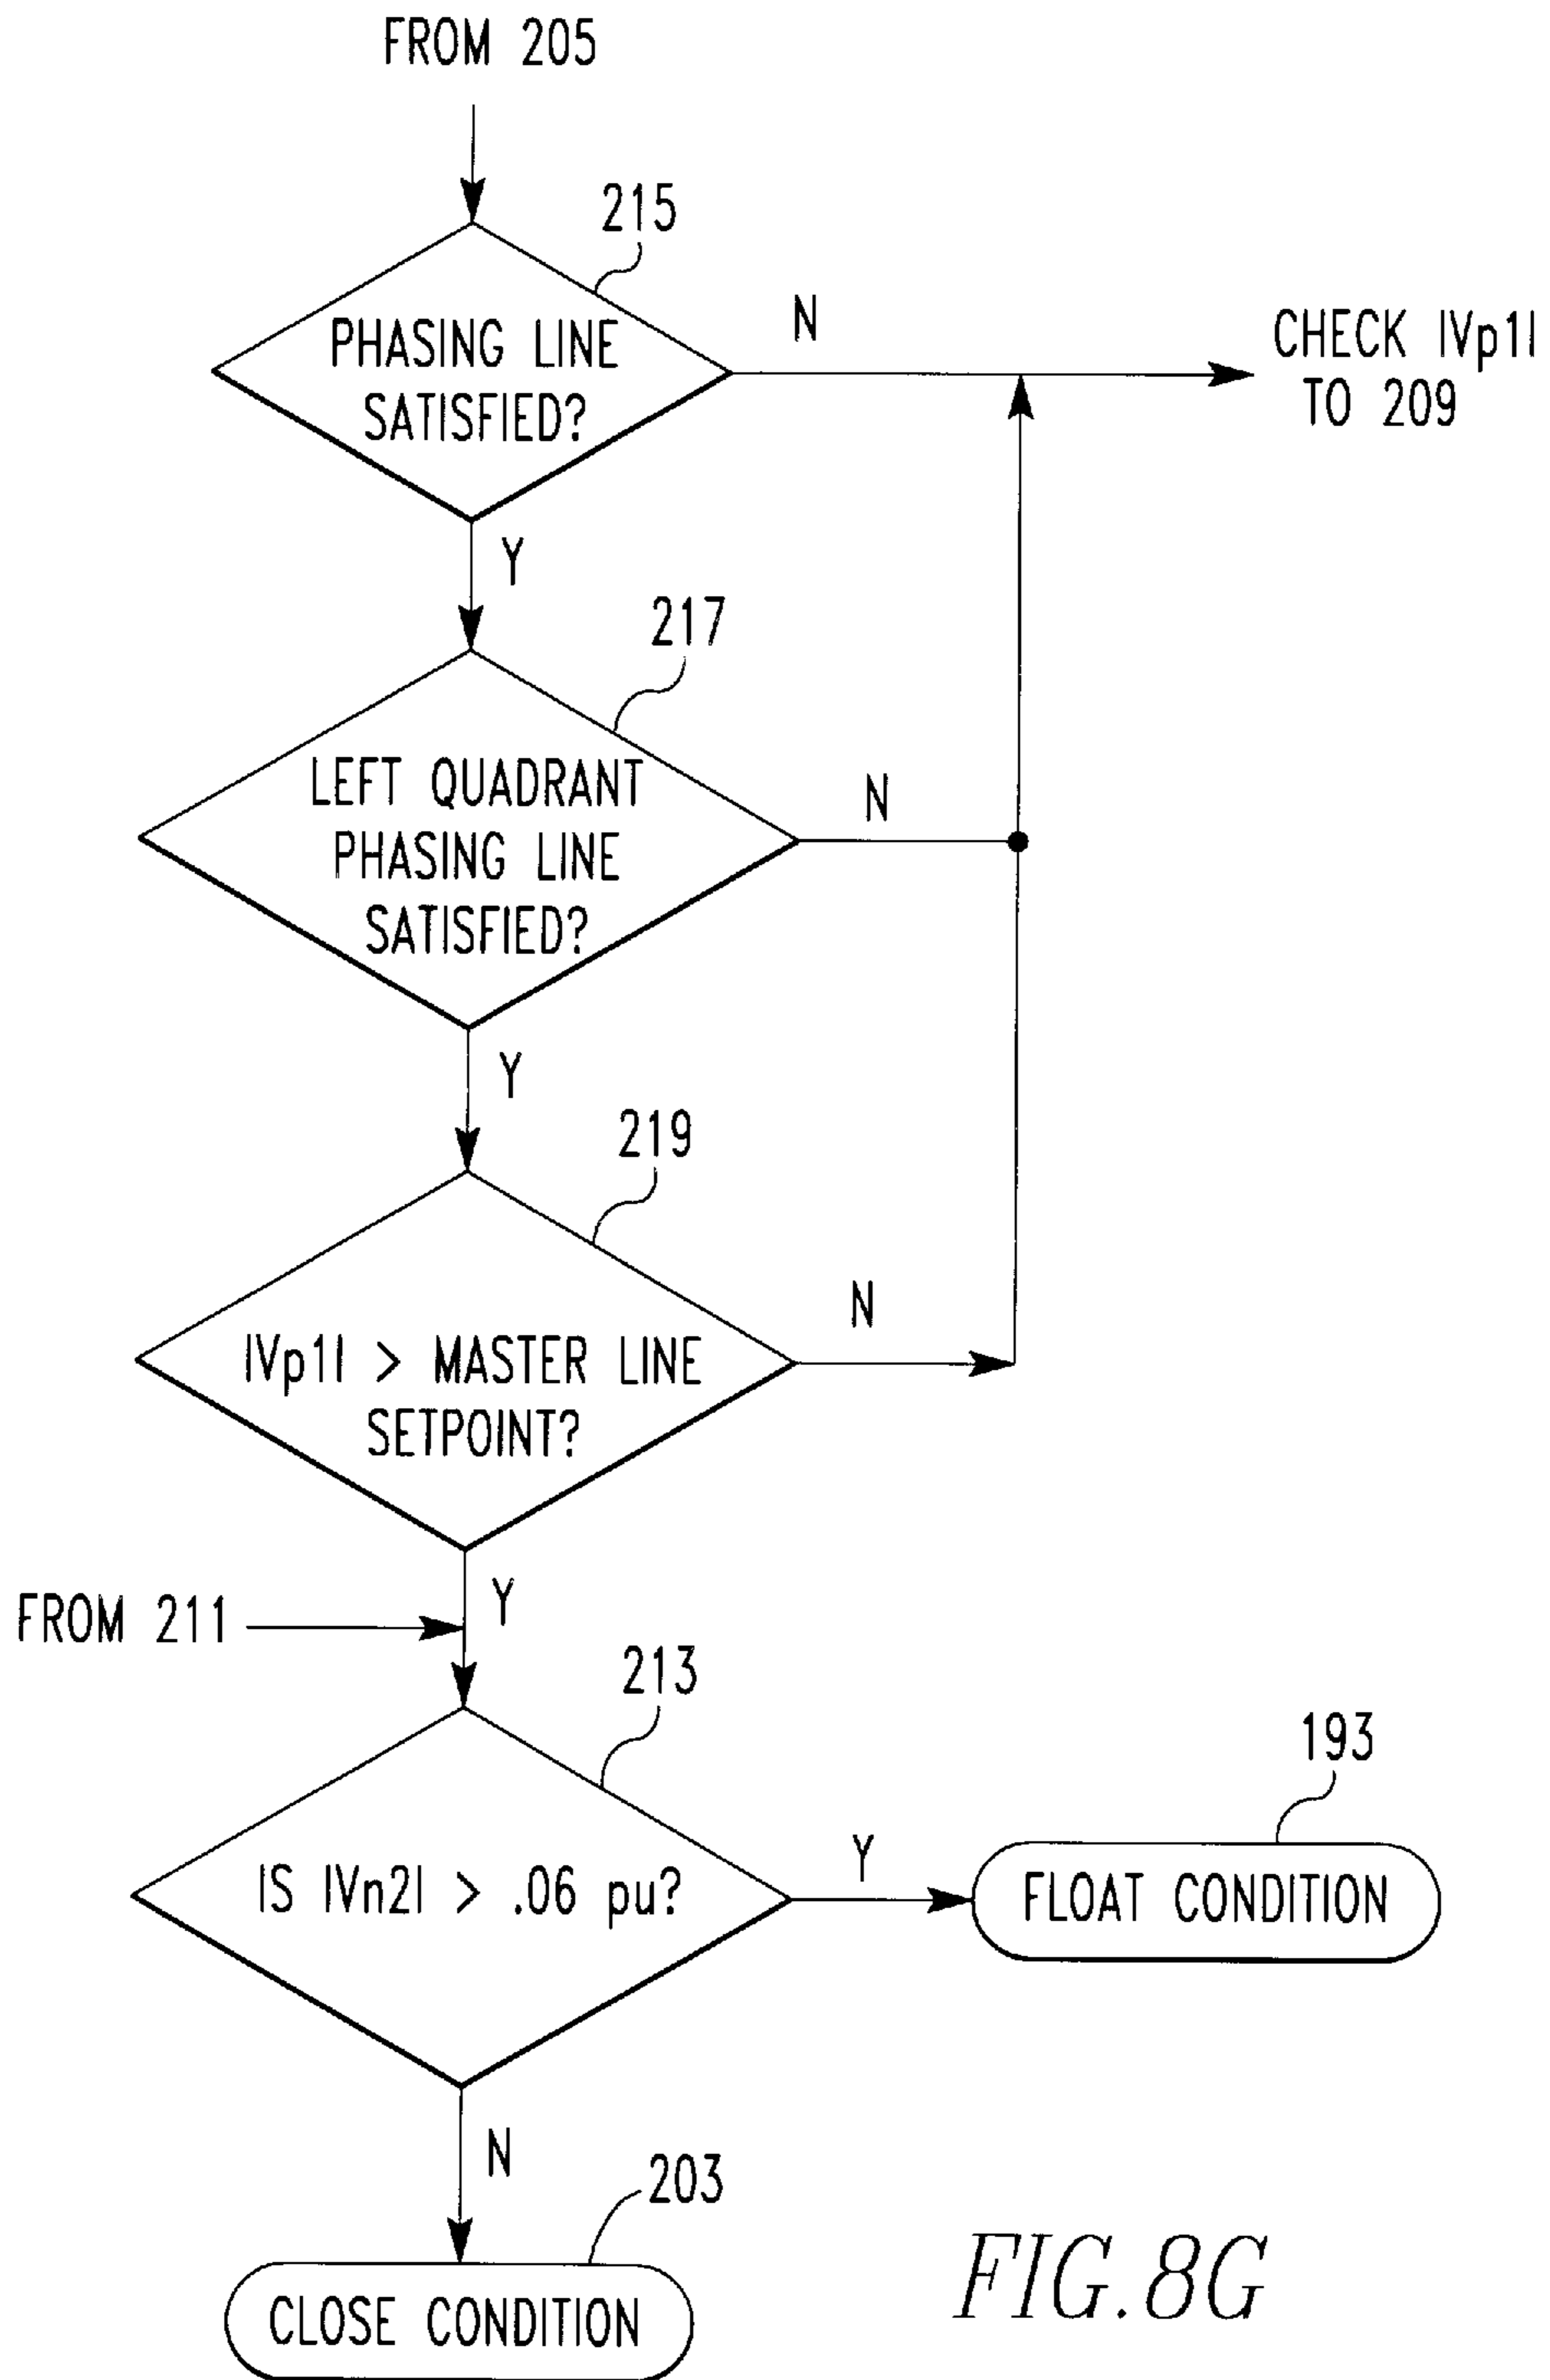 FROM 205
215
PHASING LINE
SATISFIED?
N
CHECK |Vp1|
TO 209
Y
217
LEFT QUADRANT
PHASING LINE
SATISFIED?
N
Y
219
|Vp1| > MASTER LINE
SETPOINT?
N
Y
FROM 211
213
IS |Vn2| > .06 pu?
Y
193
FLOAT CONDITION
N
203
CLOSE CONDITION
FIG.8G